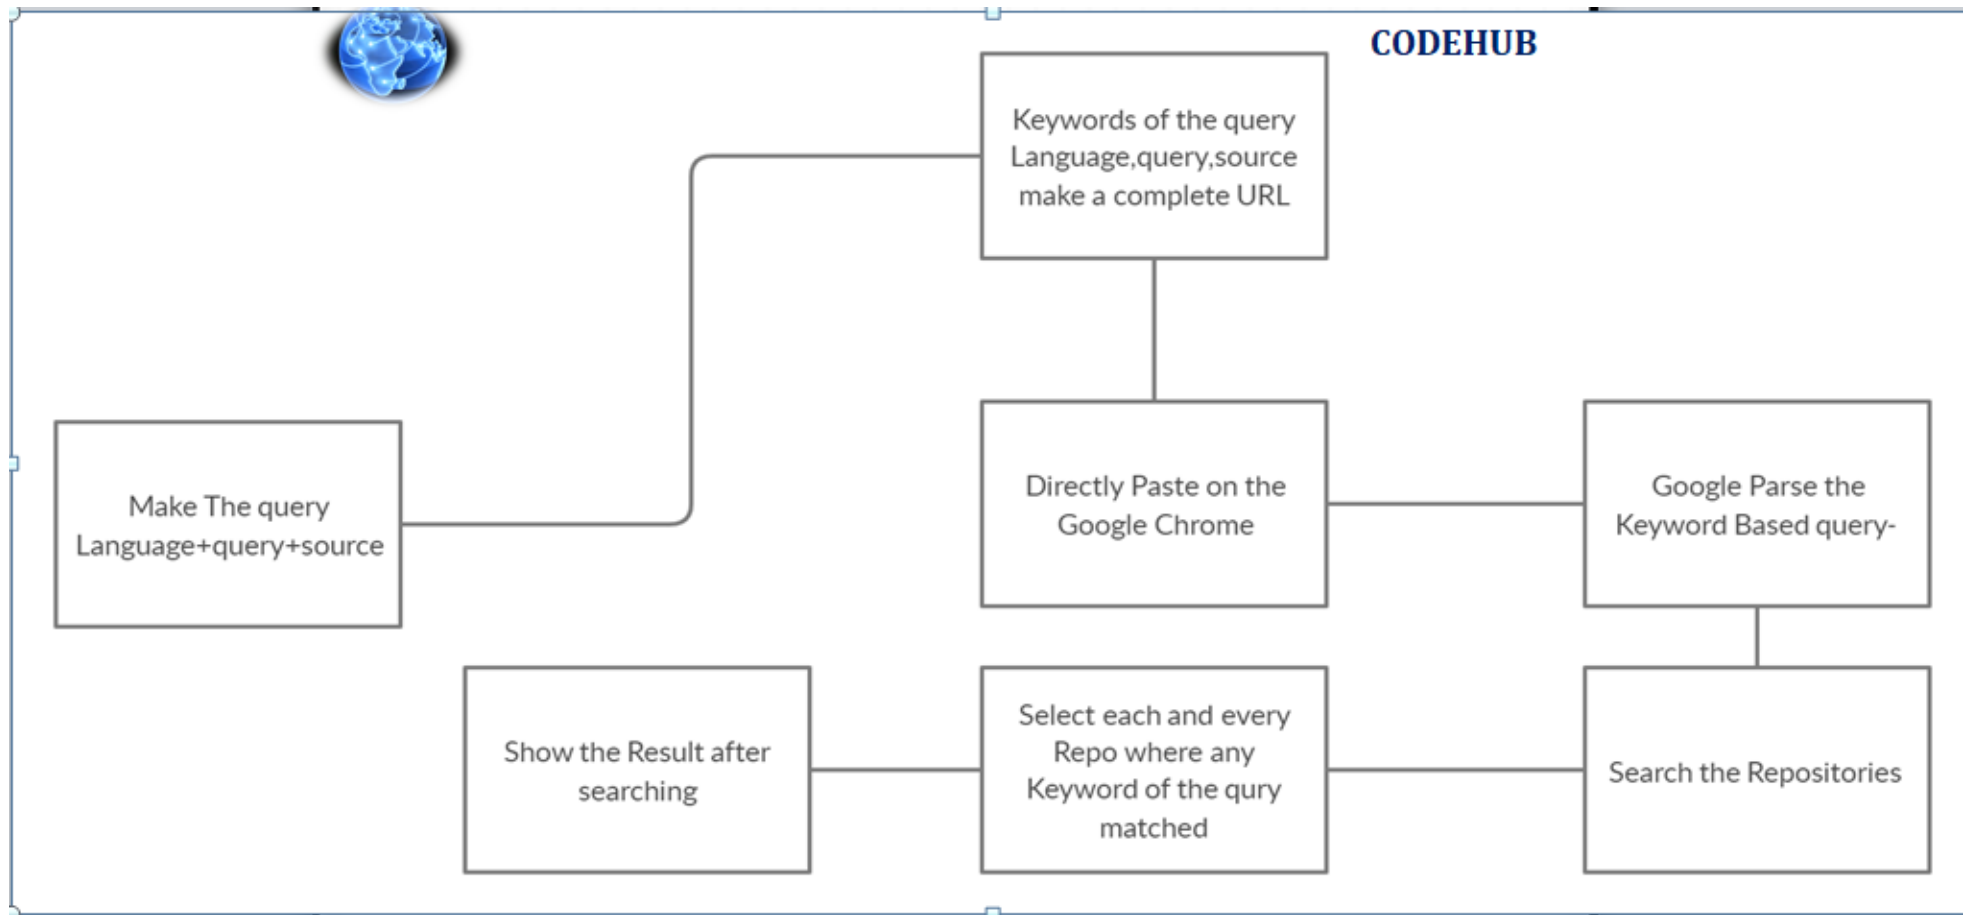 CODEHUB
Keywords of the query
Language,query,source
make a complete URL
Make The query
Language+query+source
Directly Paste on the
Google Chrome
Google Parse the
Keyword Based query-
Search the Repositories
Select each and every
Repo where any
Keyword of the qury
matched
Show the Result after
searching